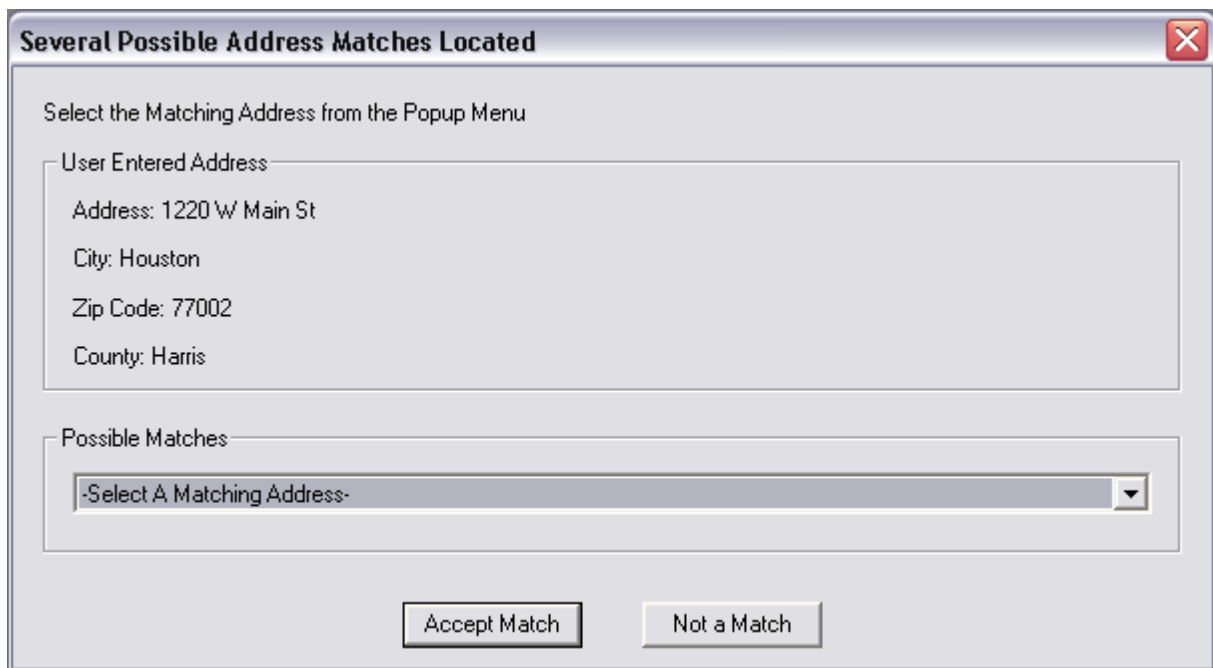 Several Possible Address Matches Located
Select the Matching Address from the Popup Menu
User Entered Address
Address: 1220 W Main St
City: Houston
Zip Code: 77002
County: Harris
Possible Matches
-Select A Matching Address-
Accept Match
Not a Match